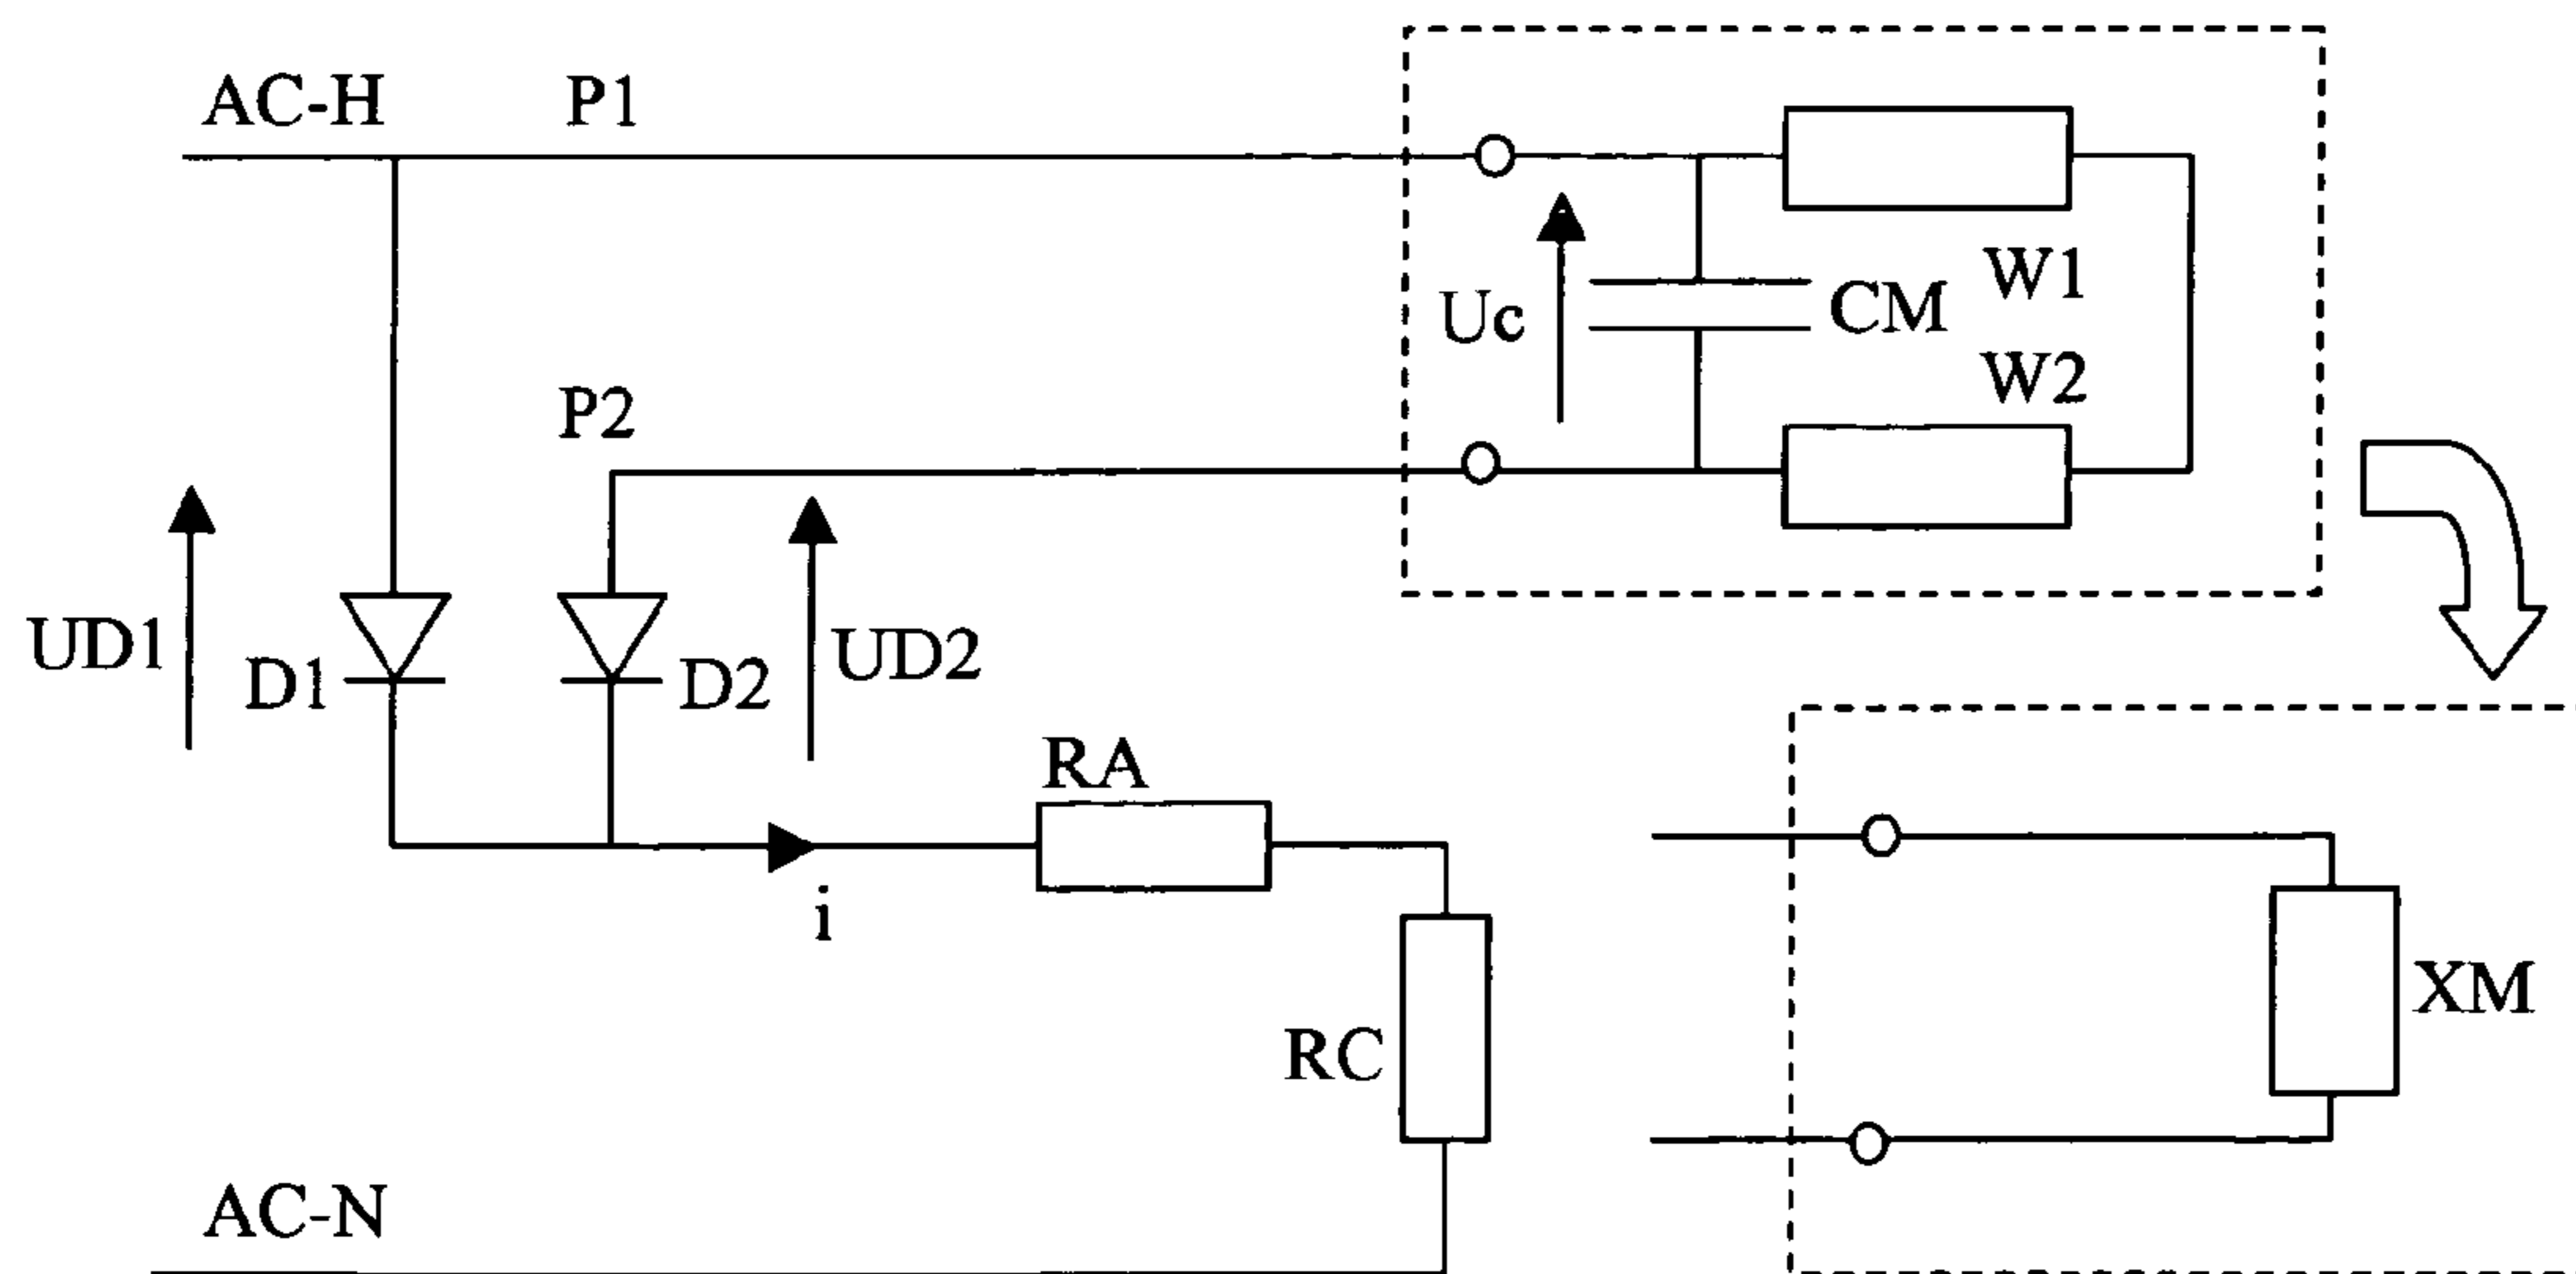 AC-H P1
W1
Uc CM
W2
P2
UD1 D1 D2 UD2
RA
i
XM
RC
AC-N